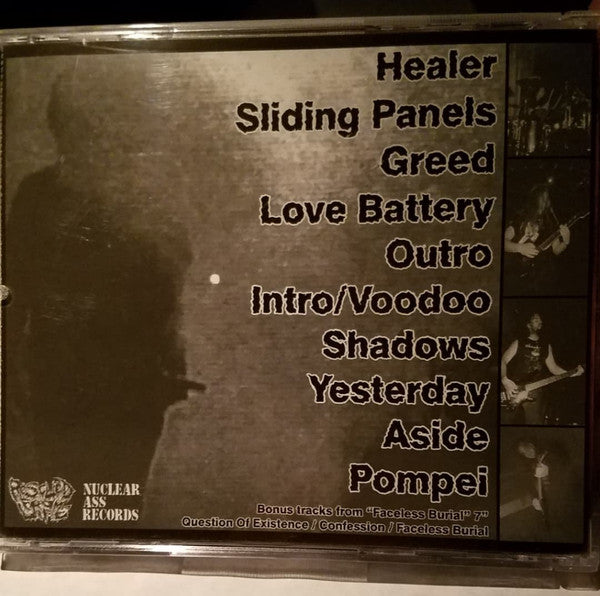 Healer
Sliding Panels
Greed
Love Battery
Outro
Intro/Voodoo
Shadows
Yesterday
Aside
Pompei
Bonus tracks from "Faceless Burial" 7"
Question Of Existence / Confession / Faceless Burial
NUCLEAR
ASS
RECORDS